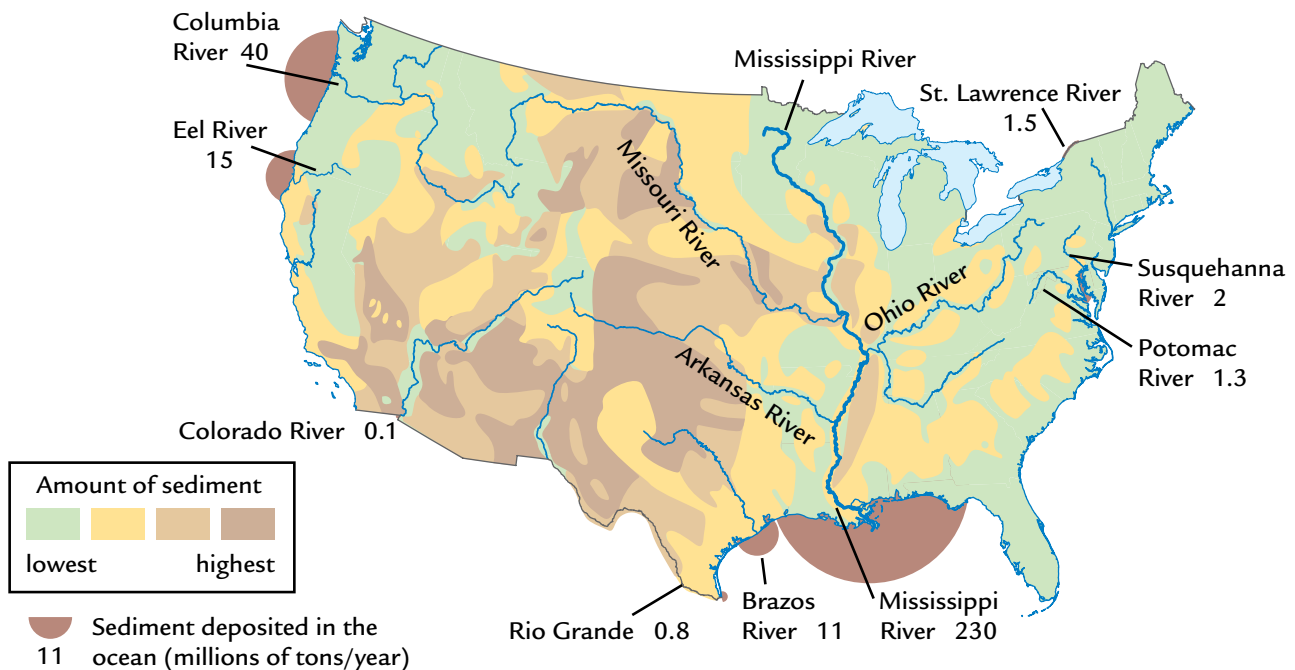 Columbia
River 40
Mississippi River
St. Lawrence River
1.5
Eel River
15
Missouri River
Susquehanna
River 2
Ohio River
Potomac
River 1.3
Arkansas River
Colorado River 0.1
Amount of sediment
lowest highest
Rio Grande 0.8
Brazos
River 11
Mississippi
River 230
Sediment deposited in the
11 ocean (millions of tons/year)